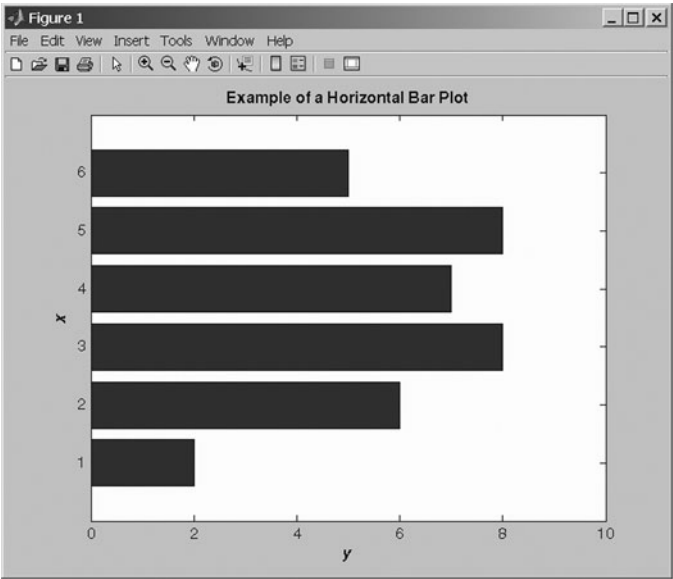 Figure 1
File Edit View Insert Tools Window Help
Example of a Horizontal Bar Plot
6
5
4
3
2
1
x
0 2 4 6 8 10
y